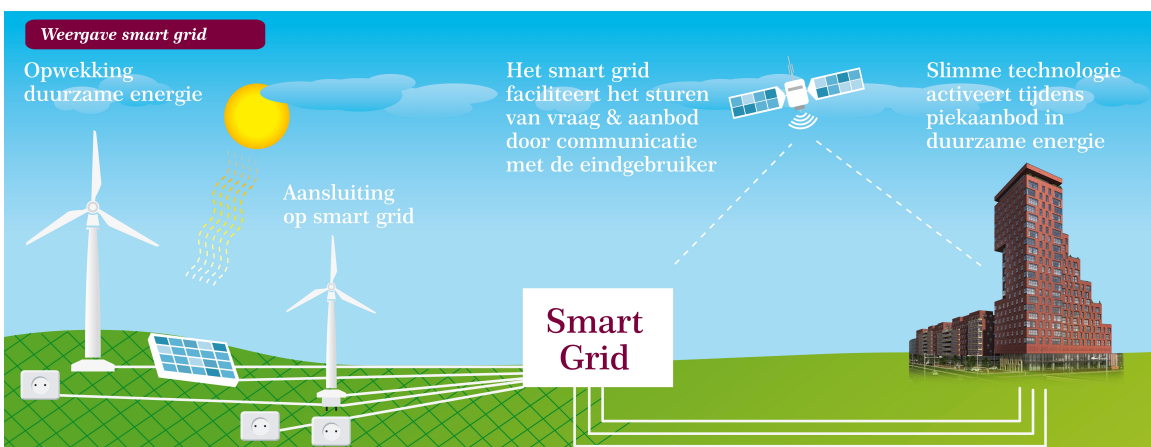 Weergave smart grid
Opwekking
duurzame energie
Aansluiting
op smart grid
Het smart grid
faciliteert het sturen
van vraag & aanbod
door communicatie
met de eindgebruiker
Slimme technologie
activeert tijdens
piekaanbod in
duurzame energie
Smart
Grid